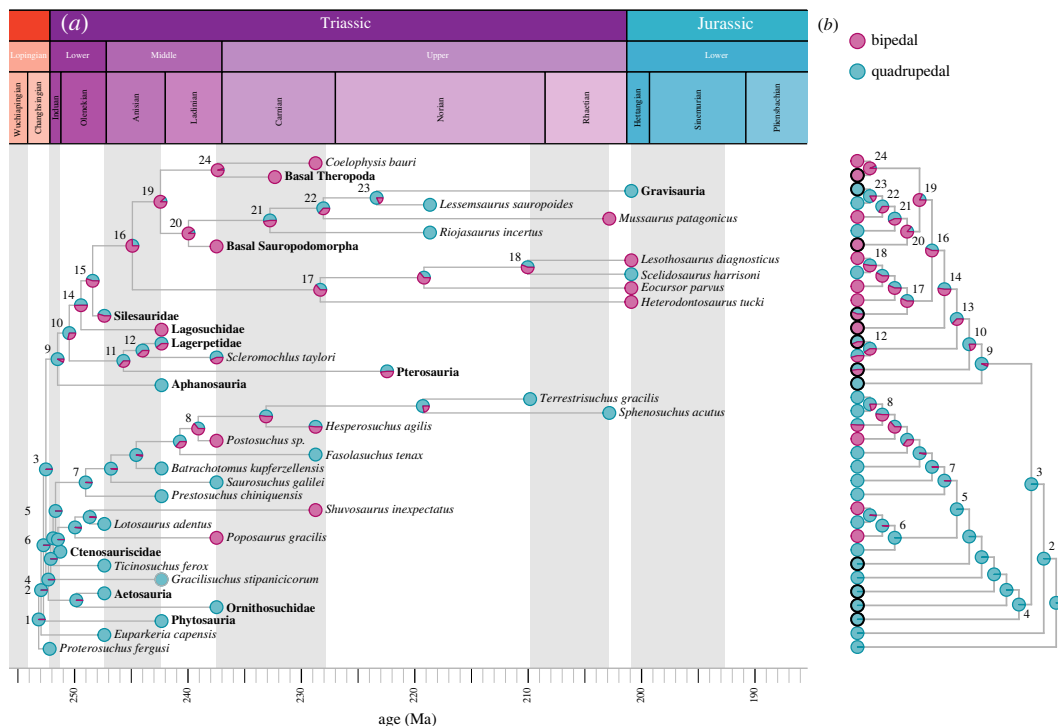 (a)
Triassic
Jurassic
(b)
bipedal
quadrupedal
Lopingian
Lower
Middle
Upper
Lower
Wuchiapingian
Changhsingian
Induan
Olenekian
Anisian
Ladinian
Carnian
Norian
Rhaetian
Hettangian
Sinemurian
Pliensbachian
24
Coelophysis bauri
Basal Theropoda
23
Gravisauria
19
22
Lessemsaurus sauropoides
21
Mussaurus patagonicus
20
Riojasaurus incertus
16
Basal Sauropodomorpha
18
Lesothosaurus diagnosticus
15
Scelidosaurus harrisoni
17
Eocursor parvus
14
Heterodontosaurus tucki
Silesauridae
10
Lagosuchidae
12
Lagerpetidae
9
11
Scleromochlus taylori
Pterosauria
Aphanosauria
Terrestrisuchus gracilis
Sphenosuchus acutus
8
Hesperosuchus agilis
Postosuchus sp.
Fasolasuchus tenax
3
Batrachotomus kupferzellensis
7
Saurosuchus galilei
Prestosuchus chiniquensis
5
Shuvosaurus inexpectatus
Lotosaurus adentus
6
Poposaurus gracilis
Ctenosauriscidae
Ticinosuchus ferox
4
Gracilisuchus stipanicicorum
2
Aetosauria
Ornithosuchidae
1
Phytosauria
Euparkeria capensis
Proterosuchus fergusi
250
240
230
220
210
200
190
age (Ma)
24
23
22
19
21
20
16
18
14
17
13
12
10
9
8
7
3
5
6
2
4